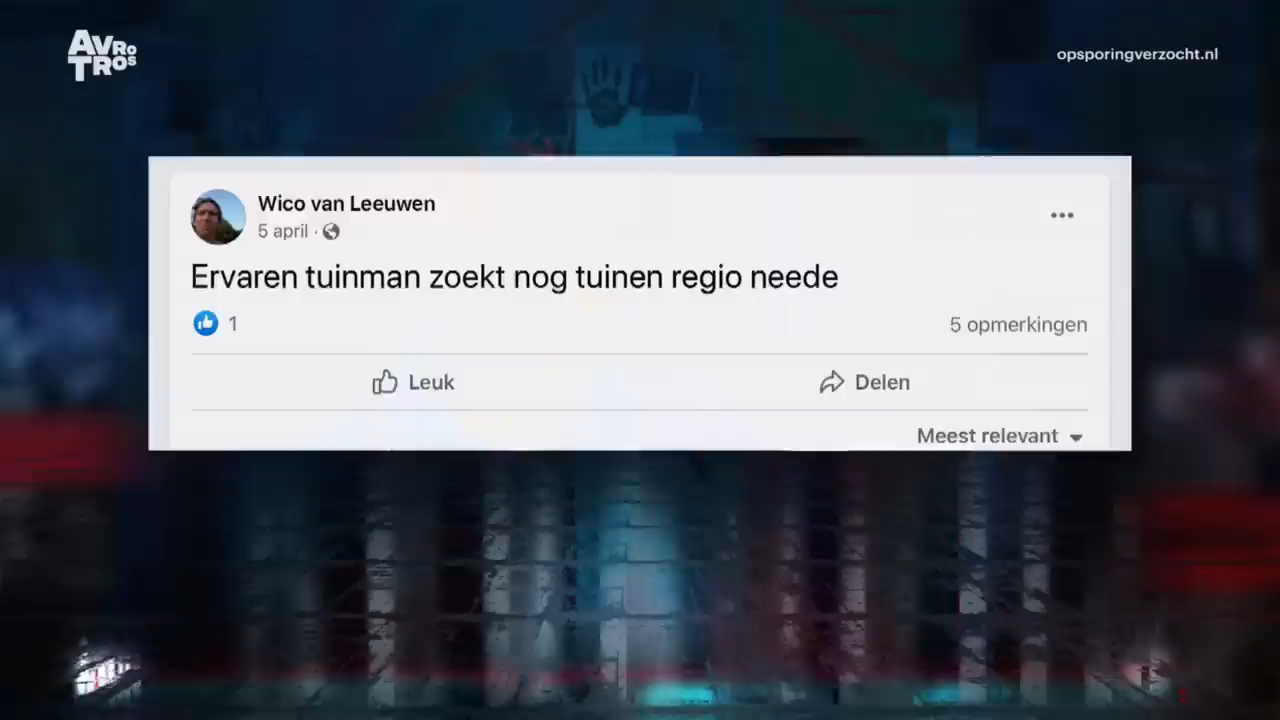 AVRO
TROS
opsporingverzocht.nl
Wico van Leeuwen
5 april ·
Ervaren tuinman zoekt nog tuinen regio neede
1
5 opmerkingen
Leuk
Delen
Meest relevant